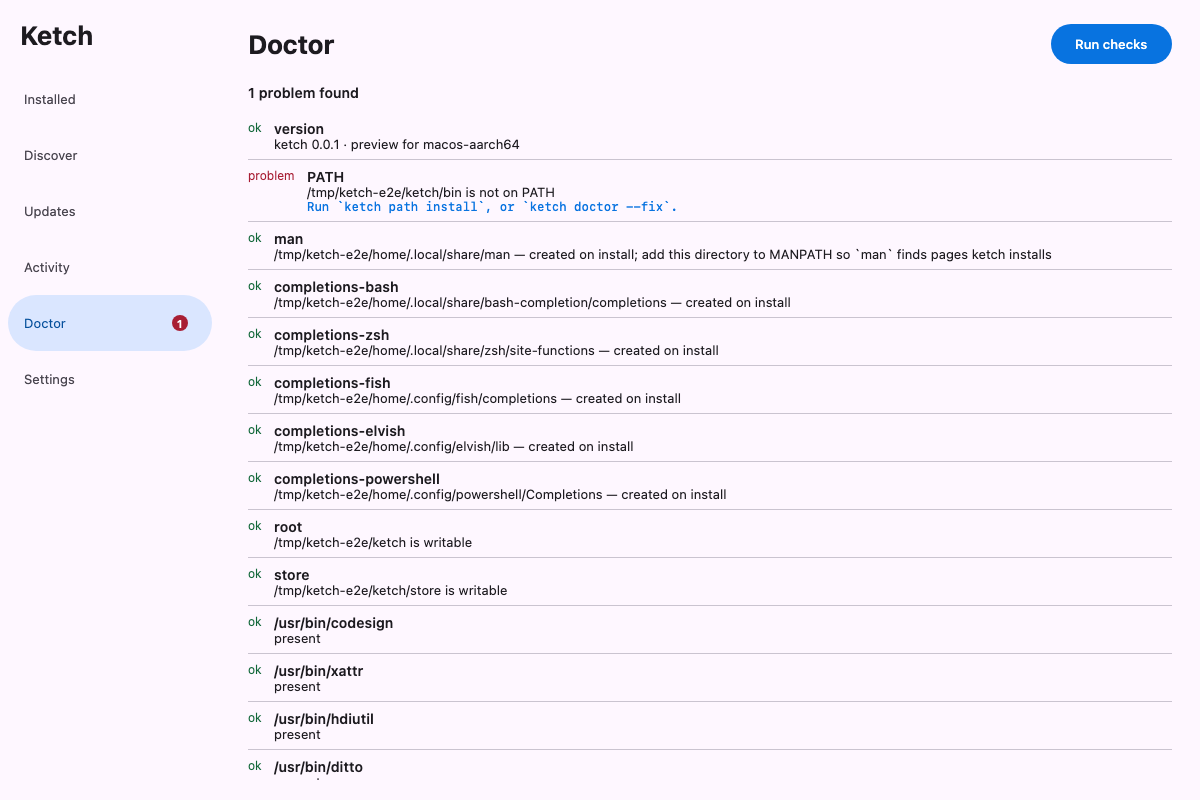 Ketch
Installed
Discover
Updates
Activity
Doctor
1
Settings
Doctor
Run checks
1 problem found
ok version
ketch 0.0.1 · preview for macos-aarch64
problem PATH
/tmp/ketch-e2e/ketch/bin is not on PATH
Run `ketch path install`, or `ketch doctor --fix`.
ok man
/tmp/ketch-e2e/home/.local/share/man — created on install; add this directory to MANPATH so `man` finds pages ketch installs
ok completions-bash
/tmp/ketch-e2e/home/.local/share/bash-completion/completions — created on install
ok completions-zsh
/tmp/ketch-e2e/home/.local/share/zsh/site-functions — created on install
ok completions-fish
/tmp/ketch-e2e/home/.config/fish/completions — created on install
ok completions-elvish
/tmp/ketch-e2e/home/.config/elvish/lib — created on install
ok completions-powershell
/tmp/ketch-e2e/home/.config/powershell/Completions — created on install
ok root
/tmp/ketch-e2e/ketch is writable
ok store
/tmp/ketch-e2e/ketch/store is writable
ok /usr/bin/codesign
present
ok /usr/bin/xattr
present
ok /usr/bin/hdiutil
present
ok /usr/bin/ditto